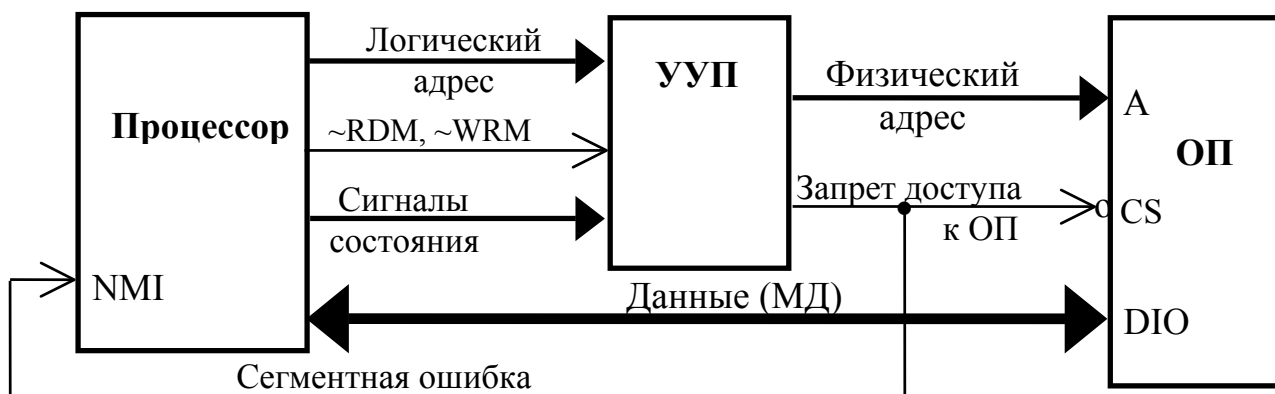 Процессор
NMI
Логический
адрес
~RDM, ~WRM
Сигналы
состояния
УУП
Физический
адрес
Запрет доступа
к ОП
A
ОП
CS
DIO
Данные (МД)
Сегментная ошибка